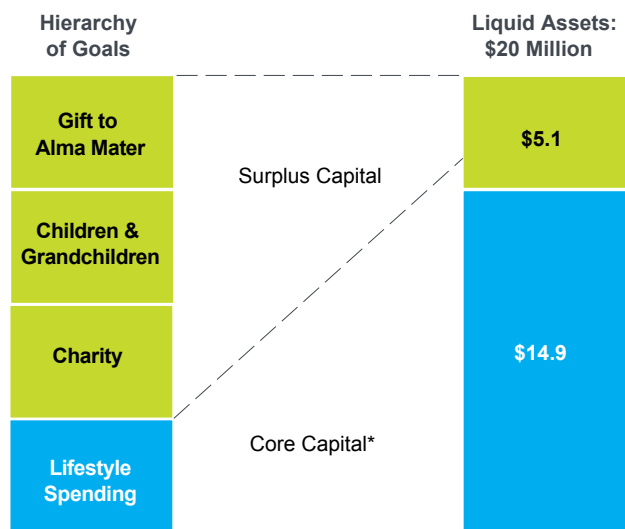 Hierarchy
of Goals
Liquid Assets:
$20 Million
Gift to
Alma Mater
$5.1
Surplus Capital
Children &
Grandchildren
Charity
$14.9
Core Capital*
Lifestyle
Spending